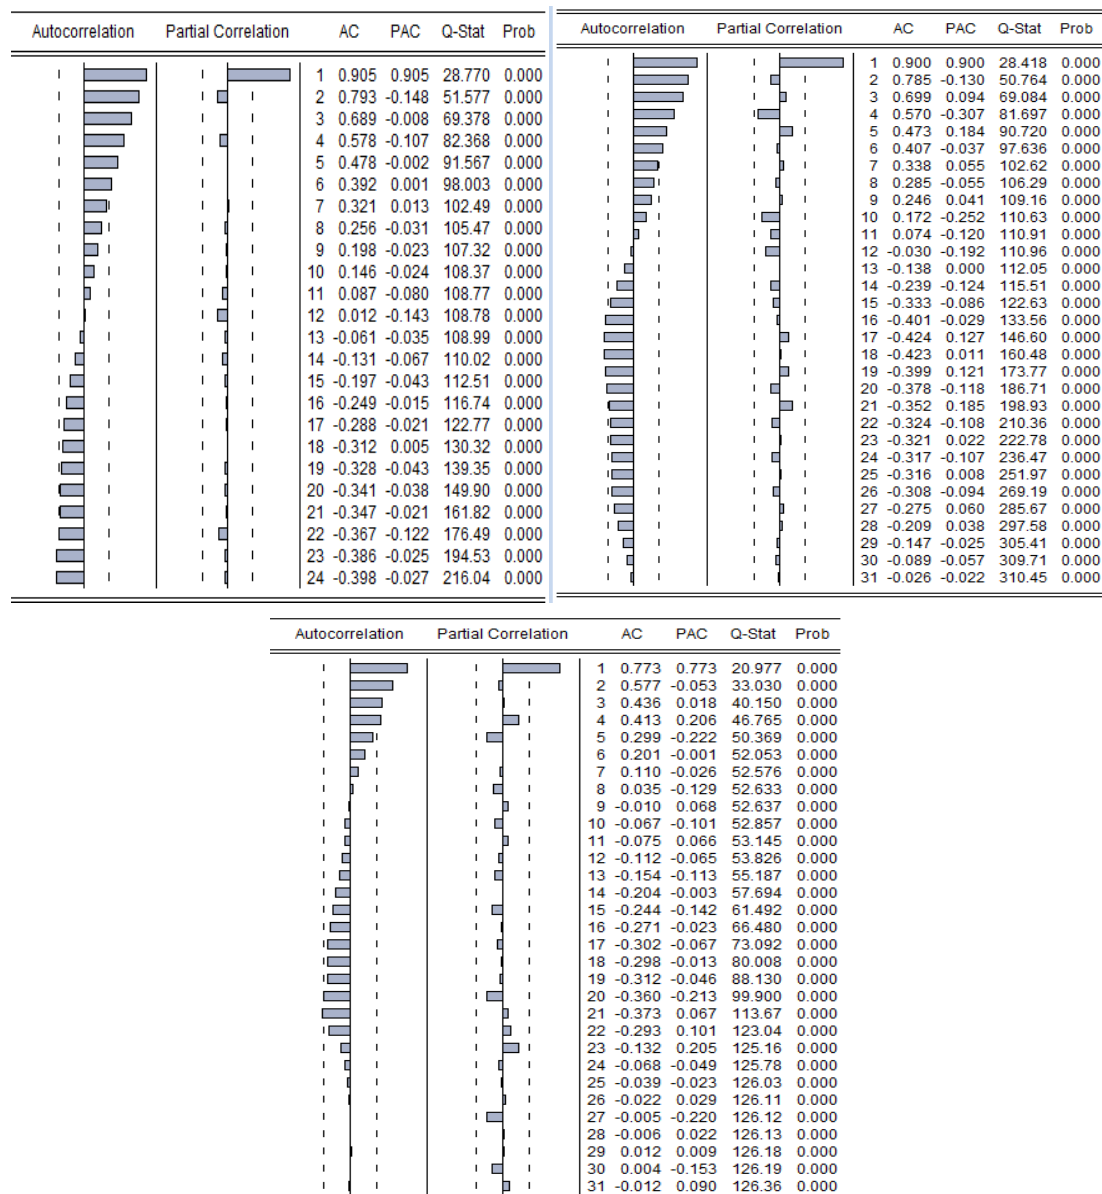 Autocorrelation Partial Correlation AC PAC Q-Stat Prob
1 0.905 0.905 28.770 0.000
2 0.793 -0.148 51.577 0.000
3 0.689 -0.008 69.378 0.000
4 0.578 -0.107 82.368 0.000
5 0.478 -0.002 91.567 0.000
6 0.392 0.001 98.003 0.000
7 0.321 0.013 102.49 0.000
8 0.256 -0.031 105.47 0.000
9 0.198 -0.023 107.32 0.000
10 0.146 -0.024 108.37 0.000
11 0.087 -0.080 108.77 0.000
12 0.012 -0.143 108.78 0.000
13 -0.061 -0.035 108.99 0.000
14 -0.131 -0.067 110.02 0.000
15 -0.197 -0.043 112.51 0.000
16 -0.249 -0.015 116.74 0.000
17 -0.288 -0.021 122.77 0.000
18 -0.312 0.005 130.32 0.000
19 -0.328 -0.043 139.35 0.000
20 -0.341 -0.038 149.90 0.000
21 -0.347 -0.021 161.82 0.000
22 -0.367 -0.122 176.49 0.000
23 -0.386 -0.025 194.53 0.000
24 -0.398 -0.027 216.04 0.000
Autocorrelation Partial Correlation AC PAC Q-Stat Prob
1 0.900 0.900 28.418 0.000
2 0.785 -0.130 50.764 0.000
3 0.699 0.094 69.084 0.000
4 0.570 -0.307 81.697 0.000
5 0.473 0.184 90.720 0.000
6 0.407 -0.037 97.636 0.000
7 0.338 0.055 102.62 0.000
8 0.285 -0.055 106.29 0.000
9 0.246 0.041 109.16 0.000
10 0.172 -0.252 110.63 0.000
11 0.074 -0.120 110.91 0.000
12 -0.030 -0.192 110.96 0.000
13 -0.138 0.000 112.05 0.000
14 -0.239 -0.124 115.51 0.000
15 -0.333 -0.086 122.63 0.000
16 -0.401 -0.029 133.56 0.000
17 -0.424 0.127 146.60 0.000
18 -0.423 0.011 160.48 0.000
19 -0.399 0.121 173.77 0.000
20 -0.378 -0.118 186.71 0.000
21 -0.352 0.185 198.93 0.000
22 -0.324 -0.108 210.36 0.000
23 -0.321 0.022 222.78 0.000
24 -0.317 -0.107 236.47 0.000
25 -0.316 0.008 251.97 0.000
26 -0.308 -0.094 269.19 0.000
27 -0.275 0.060 285.67 0.000
28 -0.209 0.038 297.58 0.000
29 -0.147 -0.025 305.41 0.000
30 -0.089 -0.057 309.71 0.000
31 -0.026 -0.022 310.45 0.000
Autocorrelation Partial Correlation AC PAC Q-Stat Prob
1 0.773 0.773 20.977 0.000
2 0.577 -0.053 33.030 0.000
3 0.436 0.018 40.150 0.000
4 0.413 0.206 46.765 0.000
5 0.299 -0.222 50.369 0.000
6 0.201 -0.001 52.053 0.000
7 0.110 -0.026 52.576 0.000
8 0.035 -0.129 52.633 0.000
9 -0.010 0.068 52.637 0.000
10 -0.067 -0.101 52.857 0.000
11 -0.075 0.066 53.145 0.000
12 -0.112 -0.065 53.826 0.000
13 -0.154 -0.113 55.187 0.000
14 -0.204 -0.003 57.694 0.000
15 -0.244 -0.142 61.492 0.000
16 -0.271 -0.023 66.480 0.000
17 -0.302 -0.067 73.092 0.000
18 -0.298 -0.013 80.008 0.000
19 -0.312 -0.046 88.130 0.000
20 -0.360 -0.213 99.900 0.000
21 -0.373 0.067 113.67 0.000
22 -0.293 0.101 123.04 0.000
23 -0.132 0.205 125.16 0.000
24 -0.068 -0.049 125.78 0.000
25 -0.039 -0.023 126.03 0.000
26 -0.022 0.029 126.11 0.000
27 -0.005 -0.220 126.12 0.000
28 -0.006 0.022 126.13 0.000
29 0.012 0.009 126.18 0.000
30 0.004 -0.153 126.19 0.000
31 -0.012 0.090 126.36 0.000